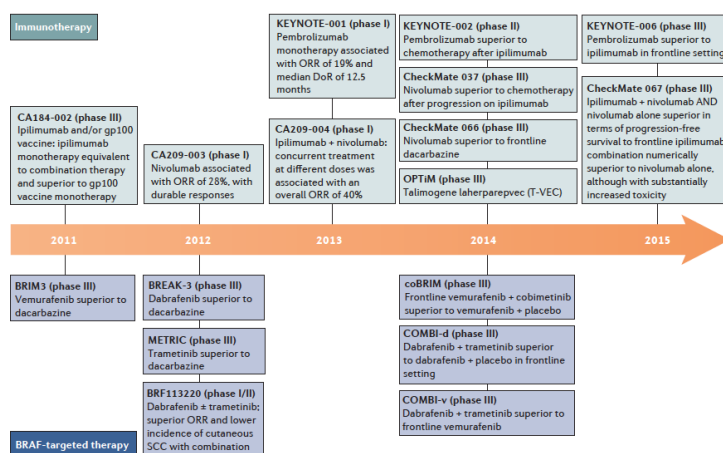 Immunotherapy
KEYNOTE-001 (phase I)
Pembrolizumab
monotherapy associated
with ORR of 19% and
median DoR of 12.5
months
KEYNOTE-002 (phase II)
Pembrolizumab superior to
chemotherapy after ipilimumab
KEYNOTE-006 (phase III)
Pembrolizumab superior to
ipilimumab in frontline setting
CheckMate 037 (phase III)
Nivolumab superior to chemotherapy
after progression on ipilimumab
CheckMate 067 (phase III)
Ipilimumab + nivolumab AND
nivolumab alone superior in
terms of progression-free
survival to frontline ipilimumab;
combination numerically
superior to nivolumab alone,
although with substantially
increased toxicity
CA184-002 (phase III)
Ipilimumab and/or gp100
vaccine: ipilimumab
monotherapy equivalent
to combination therapy
and superior to gp100
vaccine monotherapy
CA209-003 (phase I)
Nivolumab associated
with ORR of 28%, with
durable responses
CA209-004 (phase I)
Ipilimumab + nivolumab:
concurrent treatment
at different doses was
associated with an
overall ORR of 40%
CheckMate 066 (phase III)
Nivolumab superior to frontline
dacarbazine
OPTiM (phase III)
Talimogene laherparepvec (T-VEC)
2011
2012
2013
2014
2015
BRIM3 (phase III)
Vemurafenib superior to
dacarbazine
BREAK-3 (phase III)
Dabrafenib superior to
dacarbazine
METRIC (phase III)
Trametinib superior to
dacarbazine
BRF113220 (phase I/II)
Dabrafenib ± trametinib;
superior ORR and lower
incidence of cutaneous
SCC with combination
coBRIM (phase III)
Frontline vemurafenib + cobimetinib
superior to vemurafenib + placebo
COMBI-d (phase III)
Dabrafenib + trametinib superior
to dabrafenib + placebo in frontline
setting
COMBI-v (phase III)
Dabrafenib + trametinib superior to
frontline vemurafenib
BRAF-targeted therapy